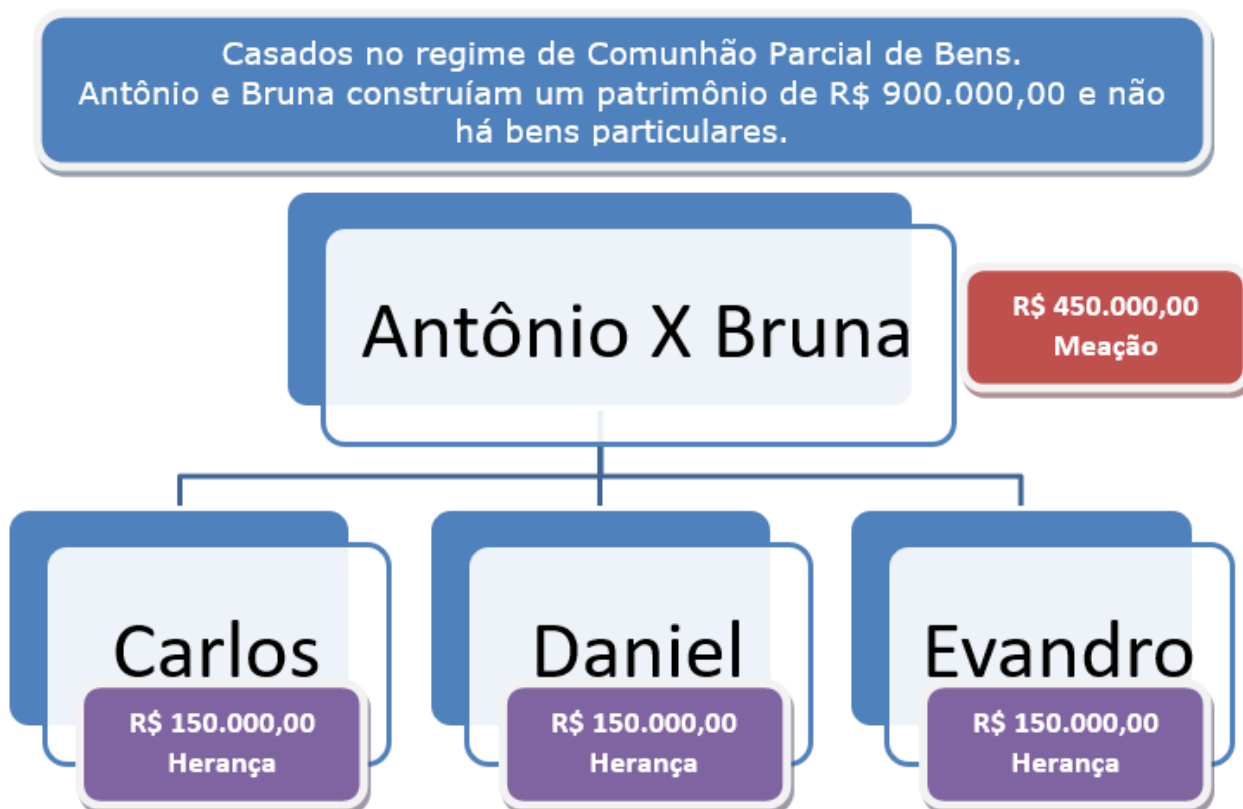 Casados no regime de Comunhão Parcial de Bens.
Antônio e Bruna construíam um patrimônio de R$ 900.000,00 e não
há bens particulares.
Antônio X Bruna
R$ 450.000,00
Meação
Carlos
R$ 150.000,00
Herança
Daniel
R$ 150.000,00
Herança
Evandro
R$ 150.000,00
Herança